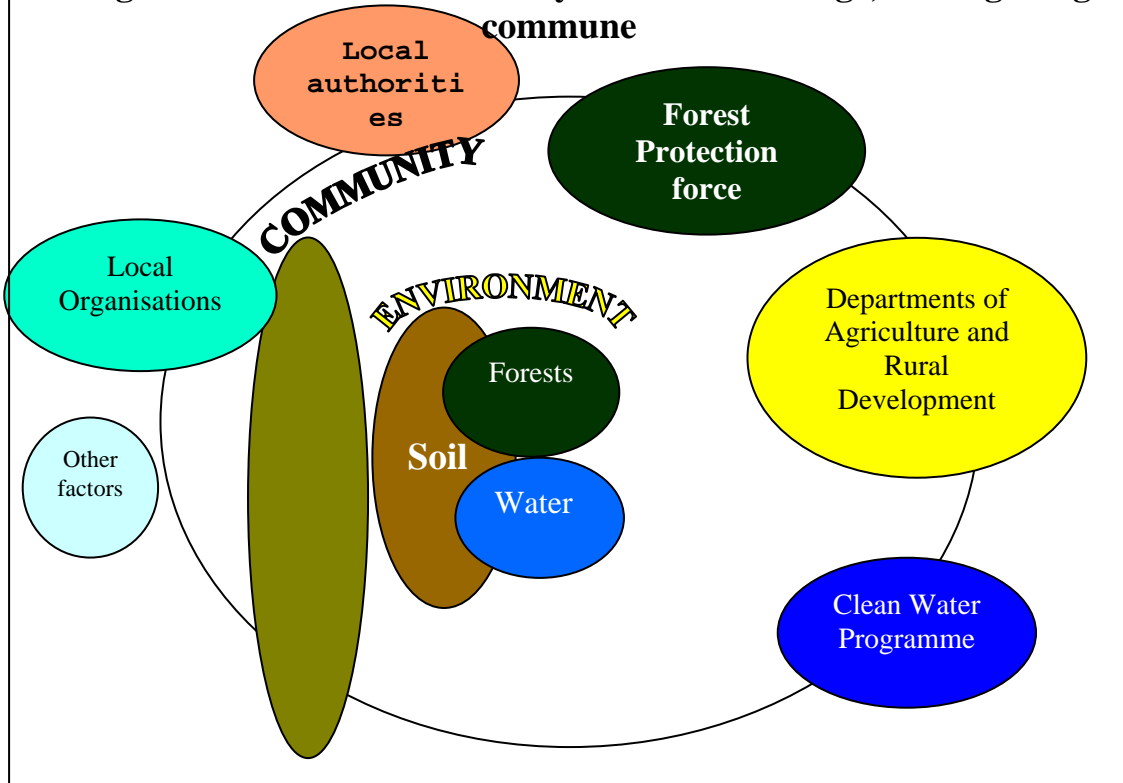 commune
Local
authoriti
es
Forest
Protection
force
COMMUNITY
Local
Organisations
ENVIRONMENT
Departments of
Agriculture and
Rural
Development
Forests
Soil
Other
factors
Water
Clean Water
Programme